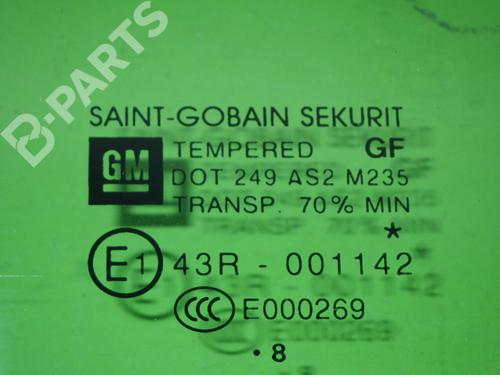 B-PARTS
SAINT-GOBAIN SEKURIT
GM TEMPERED GF
DOT 249 AS2 M235
TRANSP. 70% MIN
*
E1 43R - 001142
CCC E000269
. 8